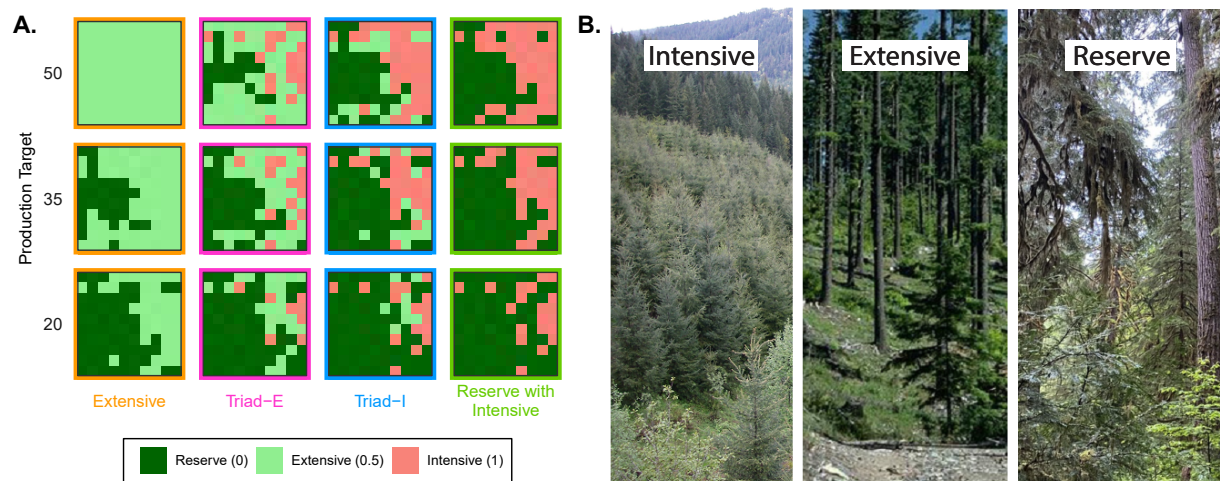 A.
Production Target
50
35
20
Extensive
Triad−E
Triad−I
Reserve with
Intensive
Reserve (0)
Extensive (0.5)
Intensive (1)
B.
Intensive
Extensive
Reserve